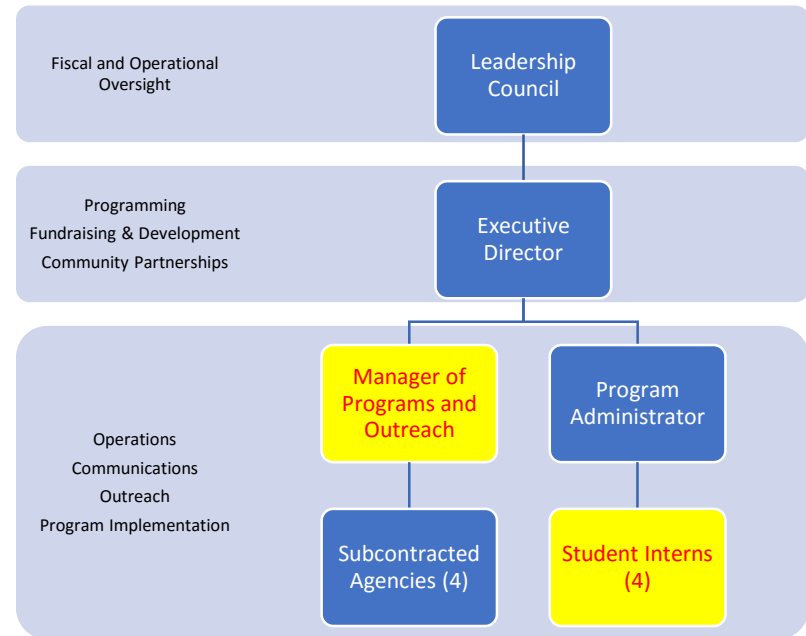 Fiscal and Operational
Oversight
Leadership
Council
Programming
Fundraising & Development
Community Partnerships
Executive
Director
Operations
Communications
Outreach
Program Implementation
Manager of
Programs and
Outreach
Program
Administrator
Subcontracted
Agencies (4)
Student Interns
(4)